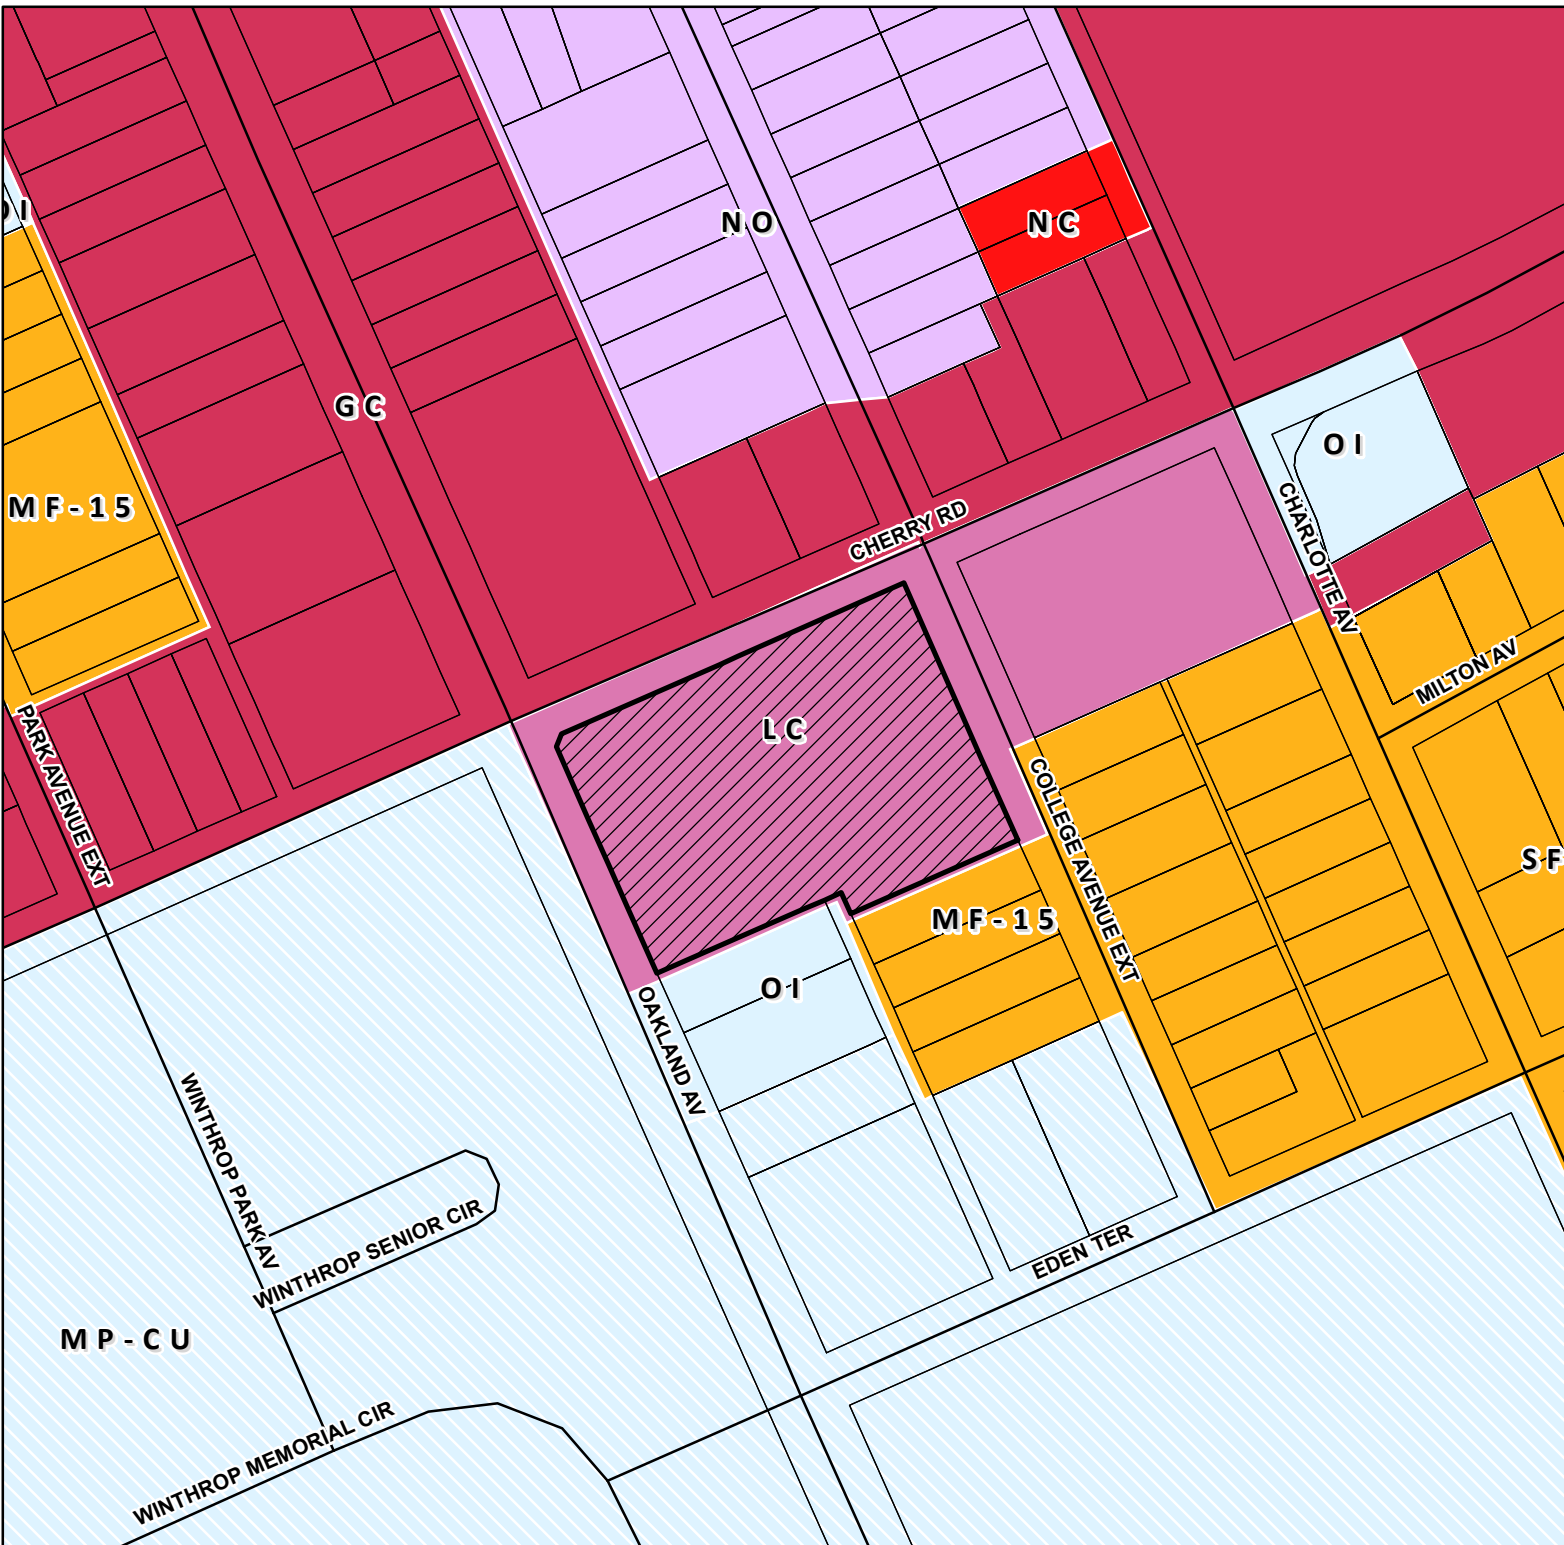 OI
NO
NC
GC
OI
MF-15
CHERRY RD
CHARLOTTE AV
MILTON AV
LC
PARK AVENUE EXT
COLLEGE AVENUE EXT
SF
MF-15
OI
OAKLAND AV
WINTHROP PARK AV
WINTHROP SENIOR CIR
EDEN TER
MP-CU
WINTHROP MEMORIAL CIR